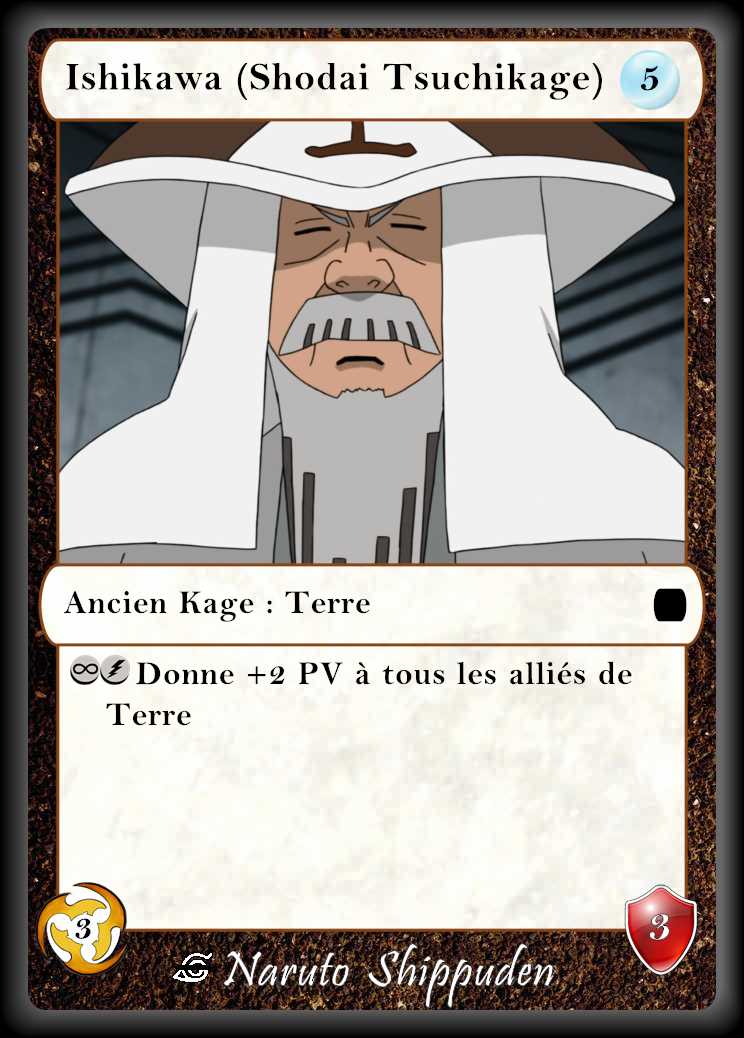 Ishikawa (Shodai Tsuchikage) 5
Ancien Kage : Terre
Donne +2 PV à tous les alliés de
Terre
3
3
Naruto Shippuden